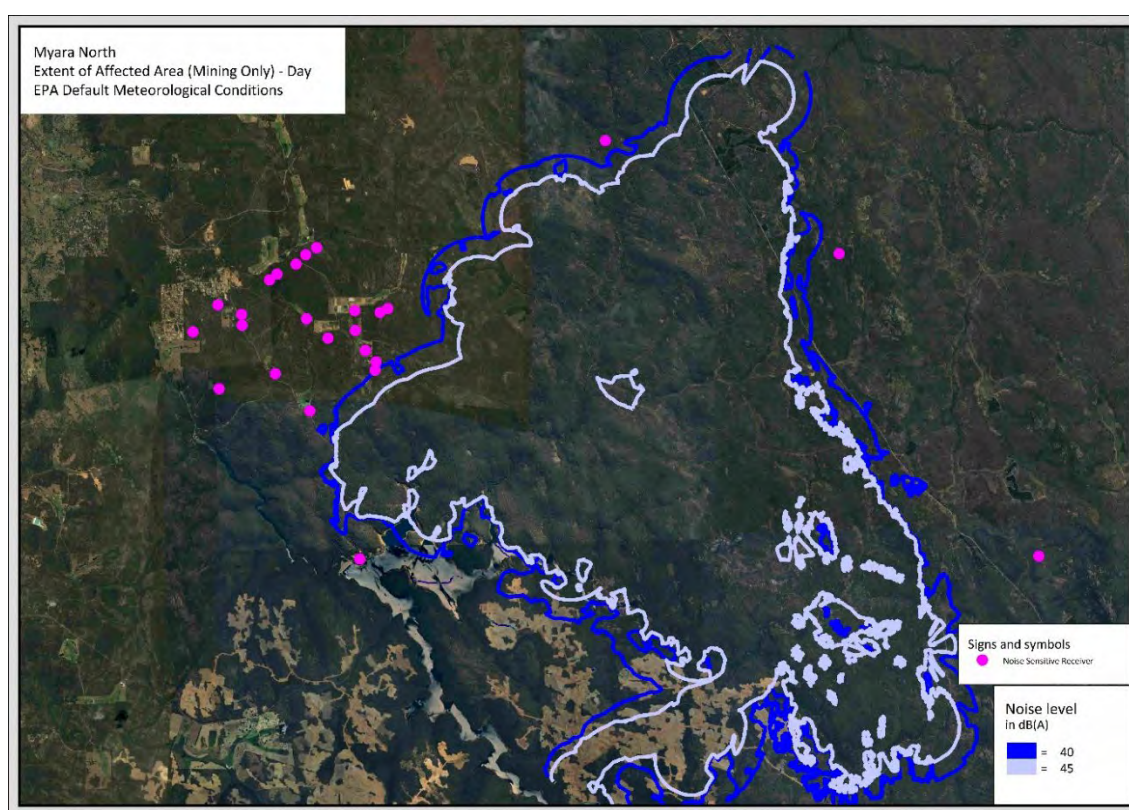 Myara North
Extent of Affected Area (Mining Only) - Day
EPA Default Meteorological Conditions
Signs and symbols
Noise Sensitive Receiver
Noise level
in dB(A)
= 40
= 45